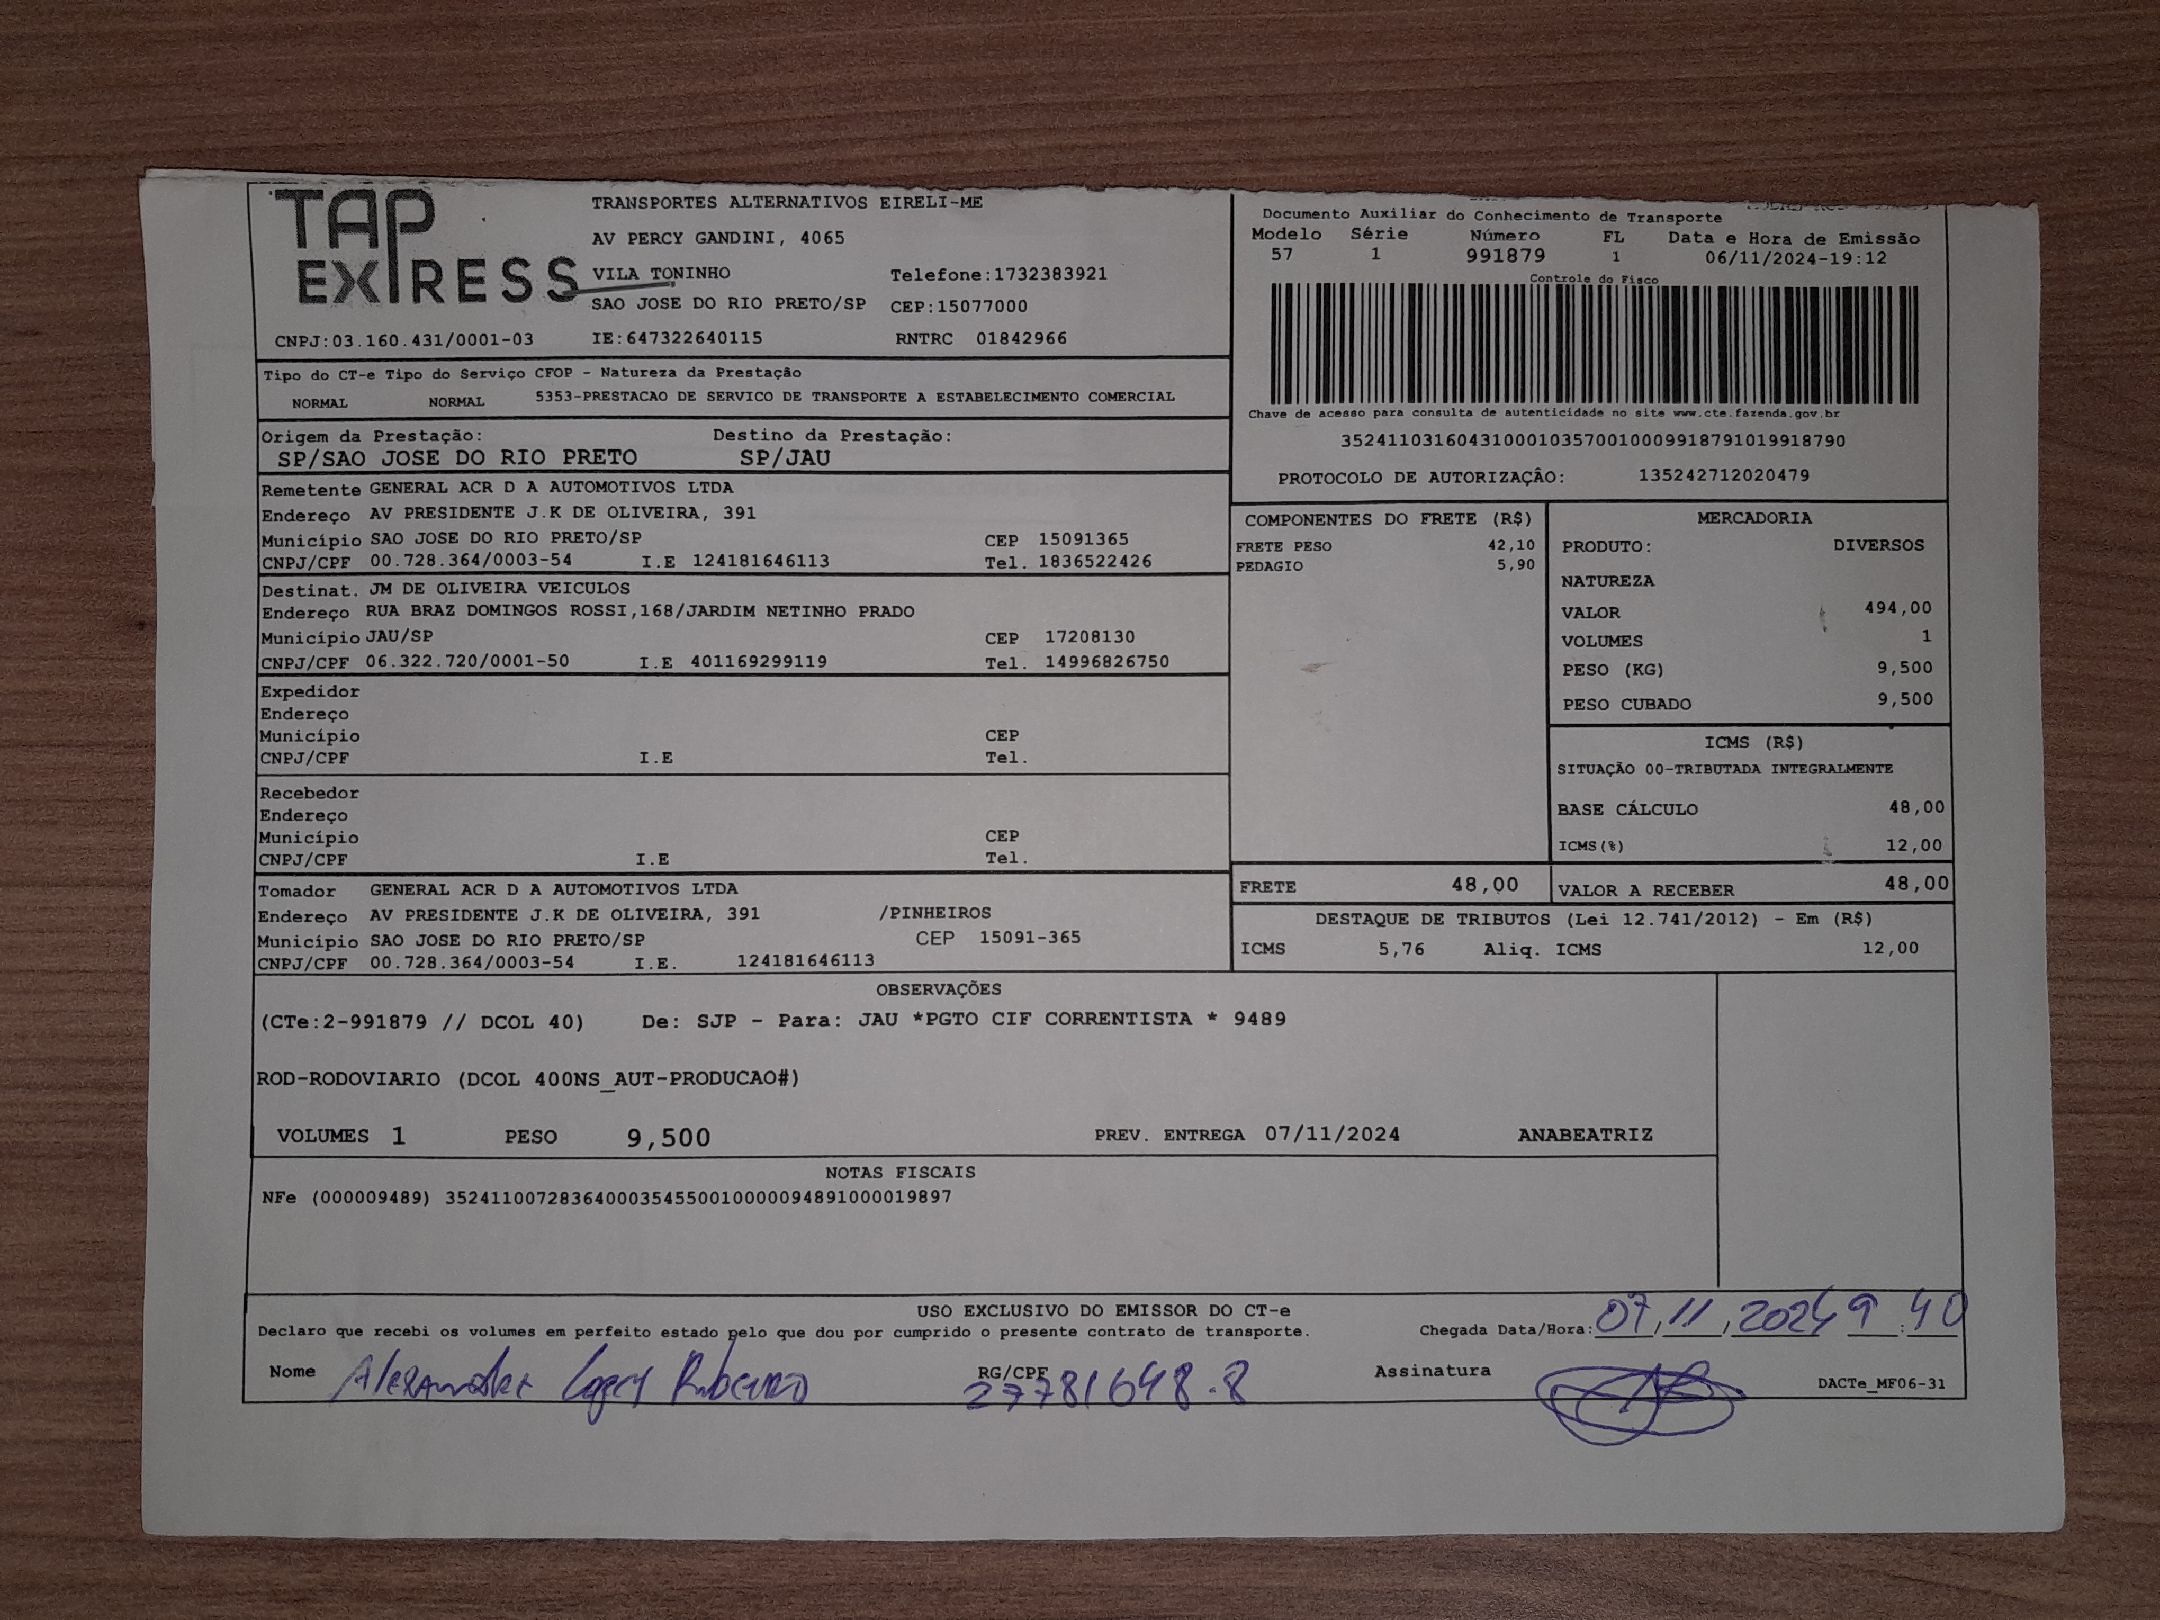 TAP EXPRESS
TRANSPORTES ALTERNATIVOS EIRELI-ME
AV PERCY GANDINI, 4065
VILA TONINHO Telefone:1732383921
SAO JOSE DO RIO PRETO/SP CEP:15077000
CNPJ:03.160.431/0001-03 IE:647322640115 RNTRC 01842966
Documento Auxiliar do Conhecimento de Transporte
Modelo Série Número FL Data e Hora de Emissão
57 1 991879 1 06/11/2024-19:12
Controle do Fisco
Chave de acesso para consulta de autenticidade no site www.cte.fazenda.gov.br
35241103160431000103570010009918791019918790
PROTOCOLO DE AUTORIZAÇÃO: 135242712020479
Tipo do CT-e Tipo do Serviço CFOP - Natureza da Prestação
NORMAL NORMAL 5353-PRESTACAO DE SERVICO DE TRANSPORTE A ESTABELECIMENTO COMERCIAL
Origem da Prestação: Destino da Prestação:
SP/SAO JOSE DO RIO PRETO SP/JAU
Remetente GENERAL ACR D A AUTOMOTIVOS LTDA
Endereço AV PRESIDENTE J.K DE OLIVEIRA, 391
Município SAO JOSE DO RIO PRETO/SP CEP 15091365
CNPJ/CPF 00.728.364/0003-54 I.E 124181646113 Tel. 1836522426
Destinat. JM DE OLIVEIRA VEICULOS
Endereço RUA BRAZ DOMINGOS ROSSI,168/JARDIM NETINHO PRADO
Município JAU/SP CEP 17208130
CNPJ/CPF 06.322.720/0001-50 I.E 401169299119 Tel. 14996826750
Expedidor
Endereço
Município CEP
CNPJ/CPF I.E Tel.
Recebedor
Endereço
Município CEP
CNPJ/CPF I.E Tel.
Tomador GENERAL ACR D A AUTOMOTIVOS LTDA
Endereço AV PRESIDENTE J.K DE OLIVEIRA, 391 /PINHEIROS
Município SAO JOSE DO RIO PRETO/SP CEP 15091-365
CNPJ/CPF 00.728.364/0003-54 I.E. 124181646113
COMPONENTES DO FRETE (R$)
FRETE PESO 42,10
PEDAGIO 5,90
MERCADORIA
PRODUTO: DIVERSOS
NATUREZA
VALOR 494,00
VOLUMES 1
PESO (KG) 9,500
PESO CUBADO 9,500
ICMS (R$)
SITUAÇÃO 00-TRIBUTADA INTEGRALMENTE
BASE CÁLCULO 48,00
ICMS(%) 12,00
FRETE 48,00 VALOR A RECEBER 48,00
DESTAQUE DE TRIBUTOS (Lei 12.741/2012) - Em (R$)
ICMS 5,76 Aliq. ICMS 12,00
OBSERVAÇÕES
(CTe:2-991879 // DCOL 40) De: SJP - Para: JAU *PGTO CIF CORRENTISTA * 9489
ROD-RODOVIARIO (DCOL 400NS_AUT-PRODUCAO#)
VOLUMES 1 PESO 9,500 PREV. ENTREGA 07/11/2024 ANABEATRIZ
NOTAS FISCAIS
NFe (000009489) 35241100728364000354550010000094891000019897
USO EXCLUSIVO DO EMISSOR DO CT-e
Declaro que recebi os volumes em perfeito estado pelo que dou por cumprido o presente contrato de transporte. Chegada Data/Hora: 07,11,2024 9:40
Nome Alexandre Lopes Ribeiro RG/CPF 27781648.8 Assinatura
DACTe_MF06-31